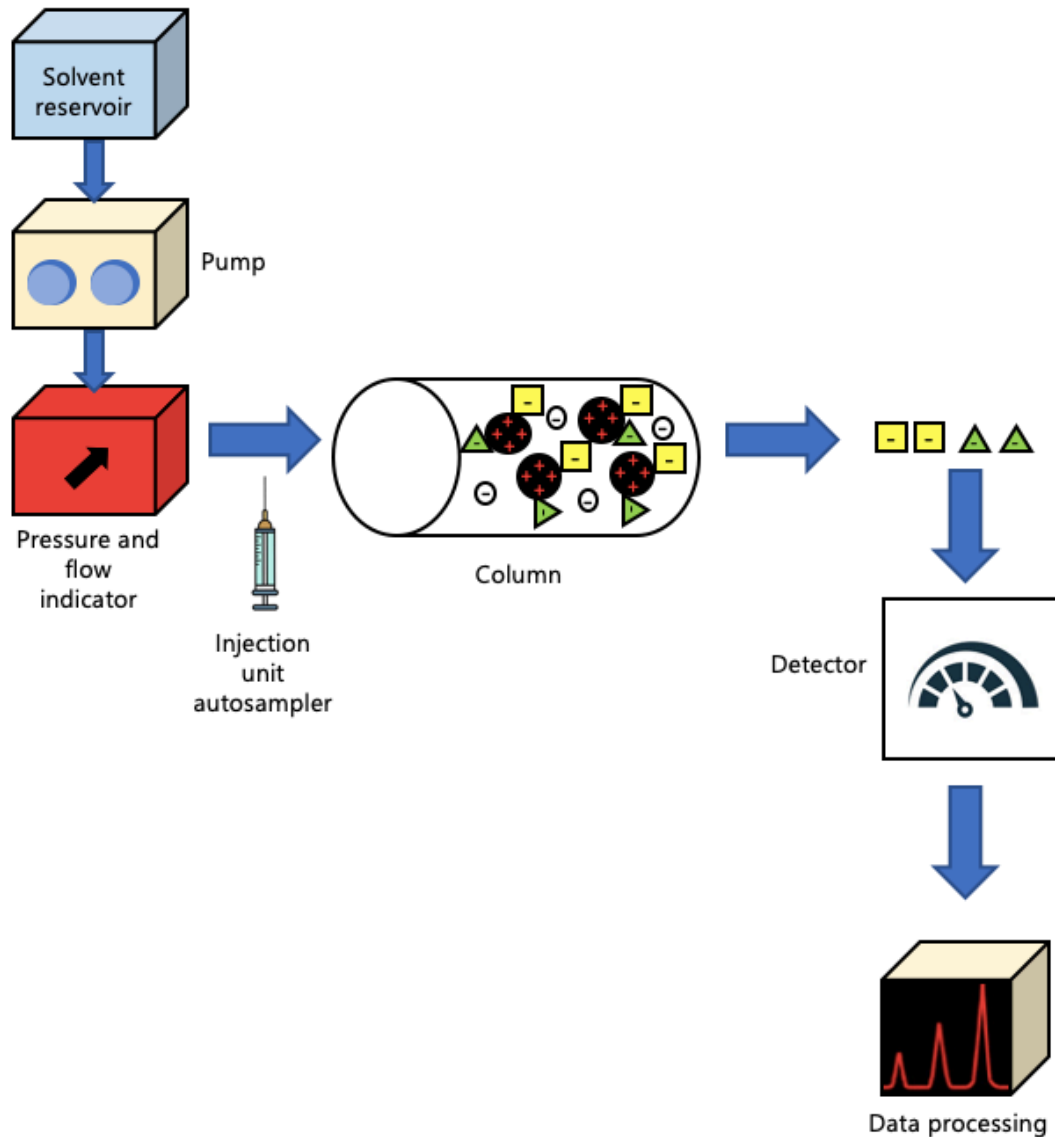 Solvent
reservoir
Pump
Pressure and
flow
indicator
Injection
unit
autosampler
Column
Detector
Data processing